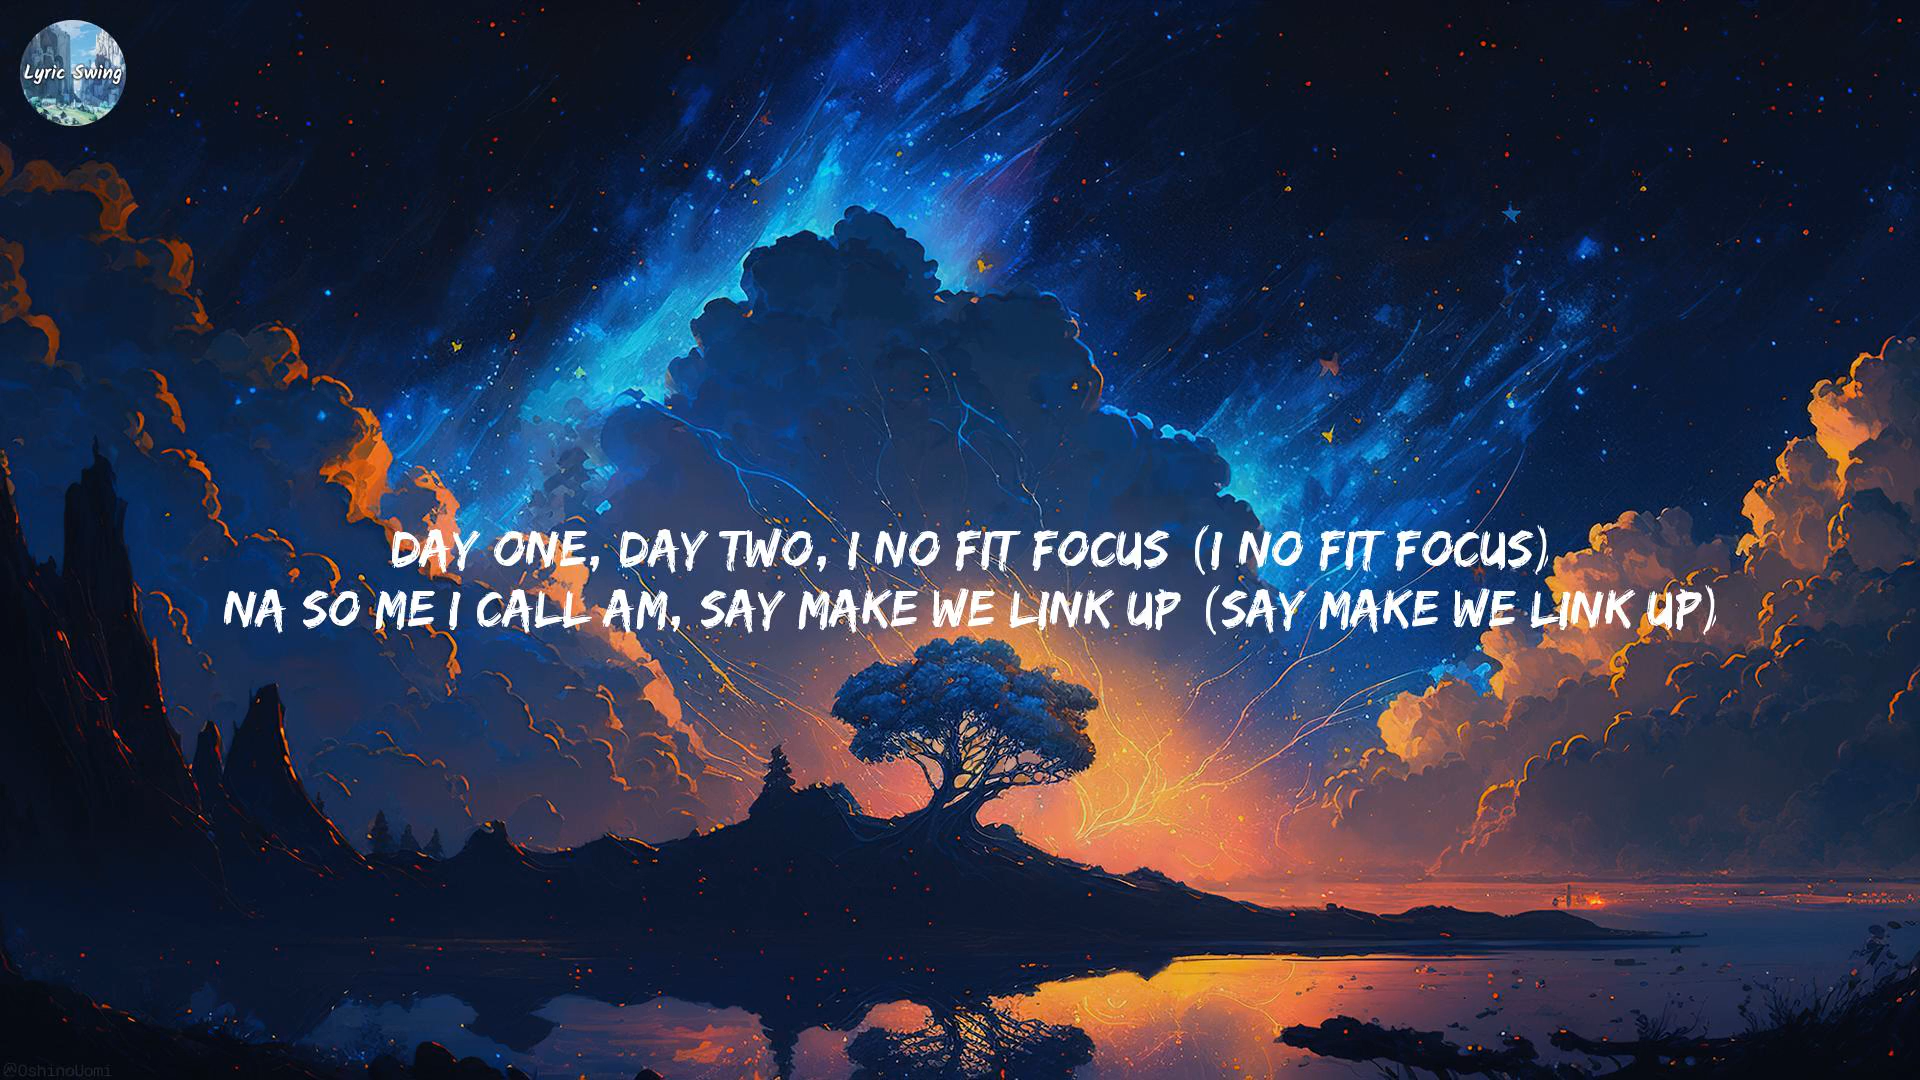 Lyric Swing
DAY ONE, DAY TWO, I NO FIT FOCUS (I NO FIT FOCUS)
NA SO ME I CALL AM, SAY MAKE WE LINK UP (SAY MAKE WE LINK UP)
@OshinoUomi